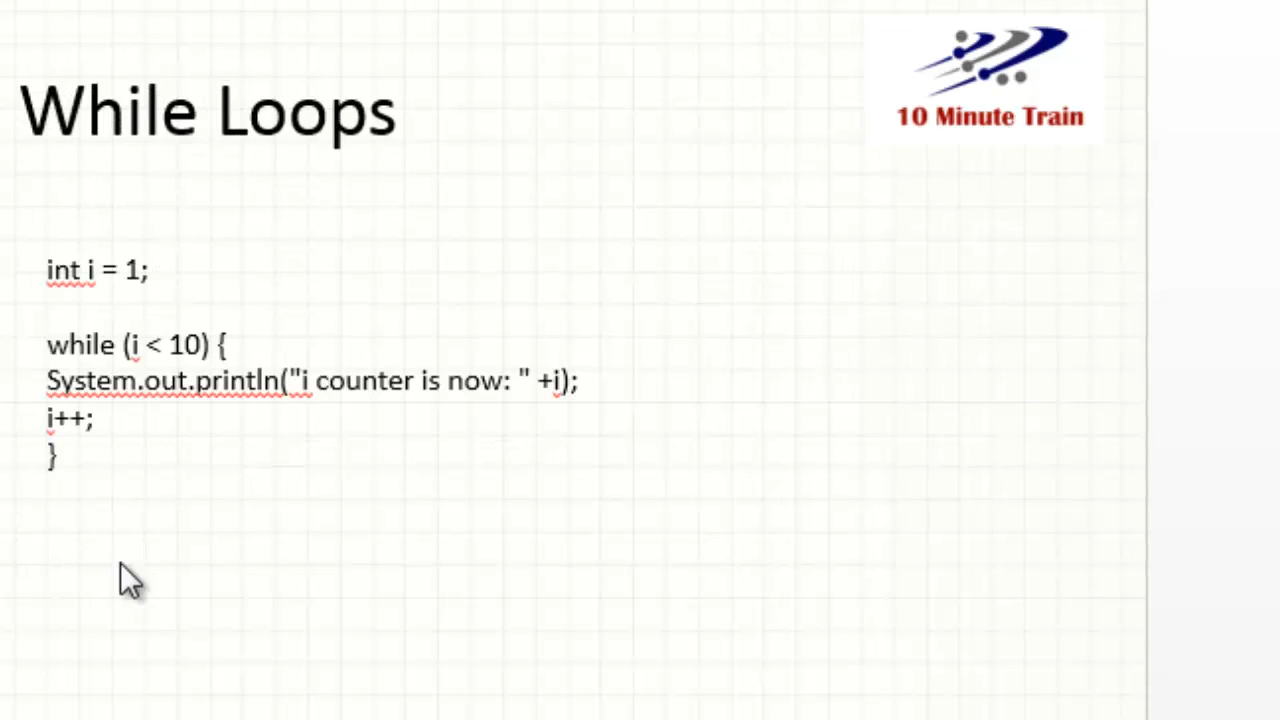 10 Minute Train
While Loops
int i = 1;
while (i < 10) {
System.out.println("i counter is now: " +i);
i++;
}